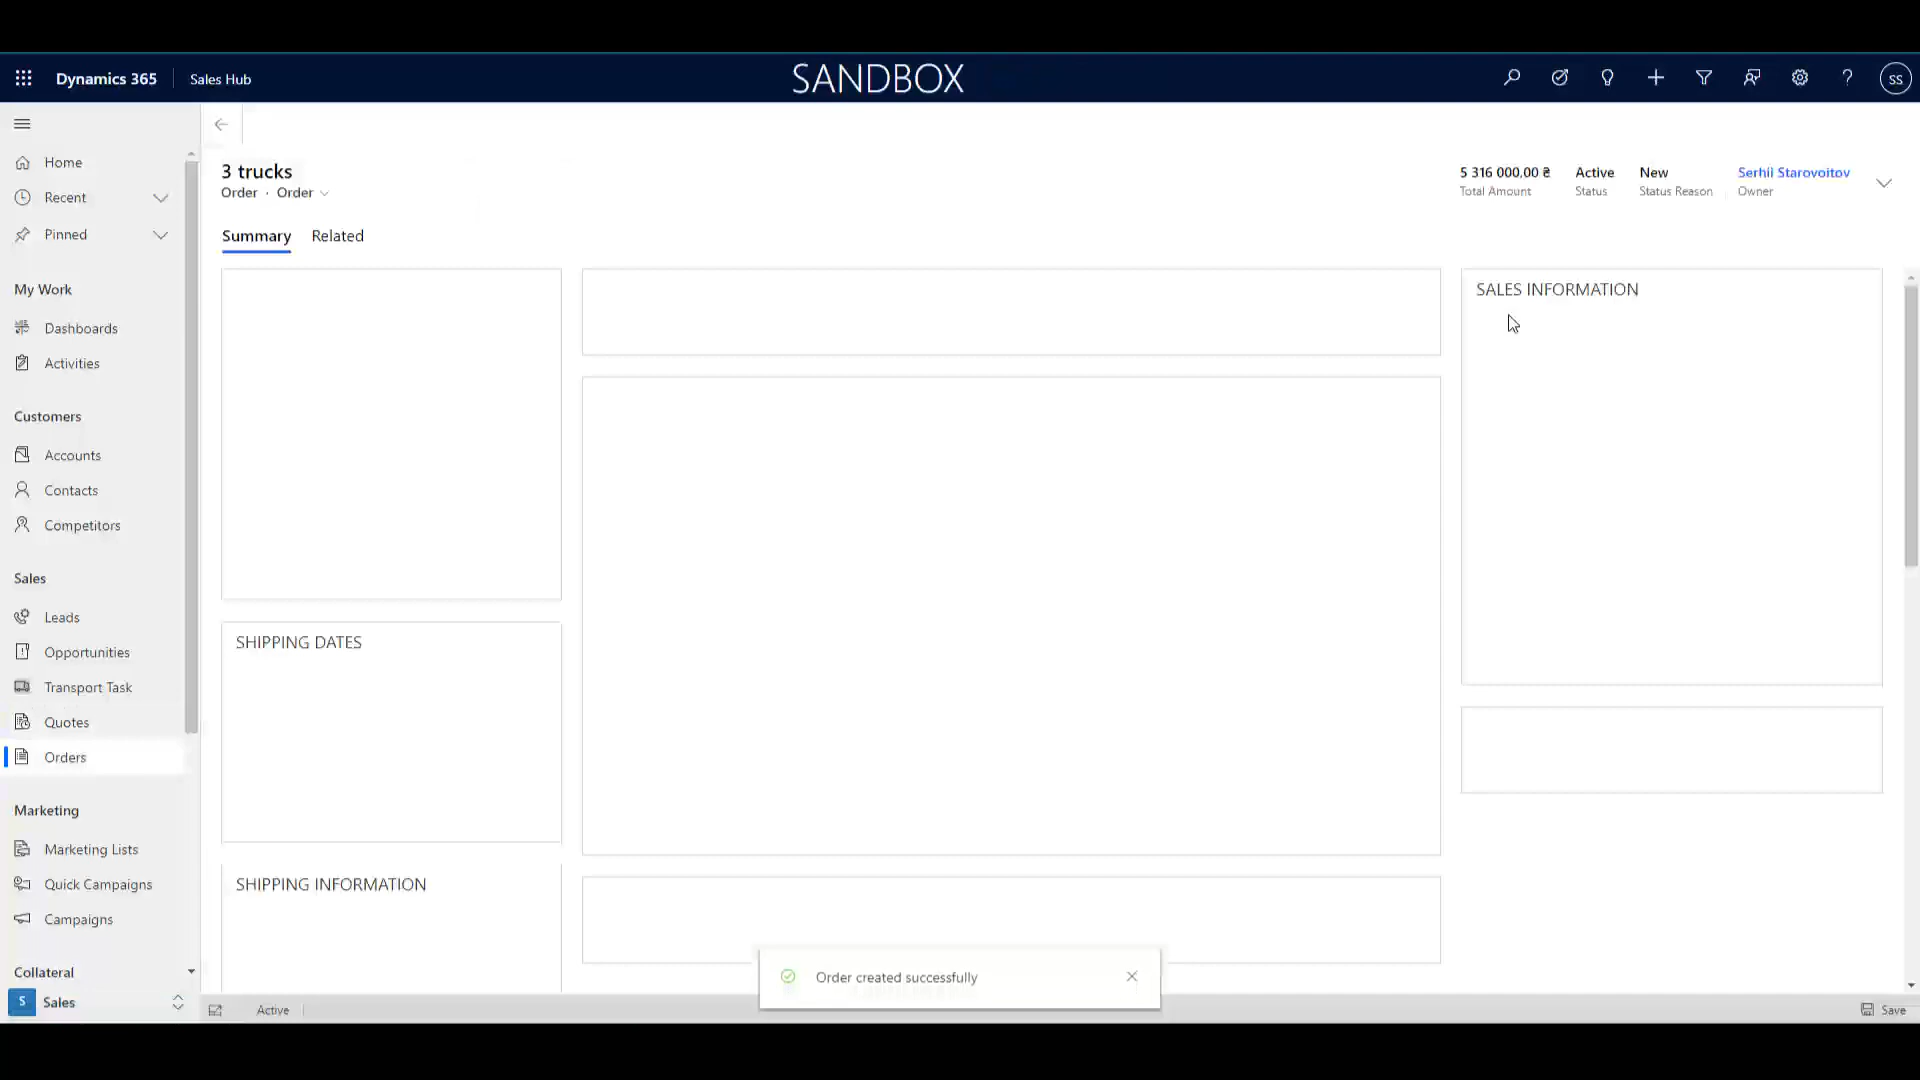 Dynamics 365
Sales Hub
SANDBOX
SS
Home
Recent
Pinned
My Work
Dashboards
Activities
Customers
Accounts
Contacts
Competitors
Sales
Leads
Opportunities
Transport Task
Quotes
Orders
Marketing
Marketing Lists
Quick Campaigns
Campaigns
Collateral
S Sales
3 trucks
Order · Order
5 316 000,00 ₴
Total Amount
Active
Status
New
Status Reason
Serhii Starovoitov
Owner
Summary
Related
SHIPPING DATES
SHIPPING INFORMATION
SALES INFORMATION
Order created successfully
Active
Save